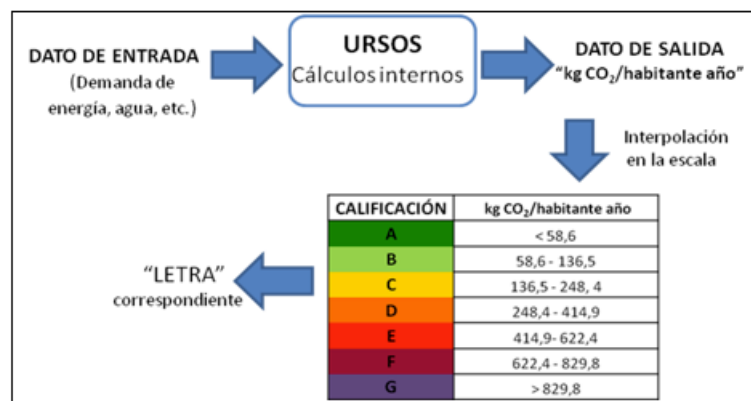 DATO DE ENTRADA
(Demanda de
energía, agua, etc.)
URSOS
Cálculos internos
DATO DE SALIDA
“kg CO₂/habitante año”
Interpolación
en la escala
CALIFICACIÓN kg CO₂/habitante año
A < 58,6
B 58,6 - 136,5
C 136,5 - 248, 4
D 248,4 - 414,9
E 414,9- 622,4
F 622,4 - 829,8
G > 829,8
“LETRA”
correspondiente